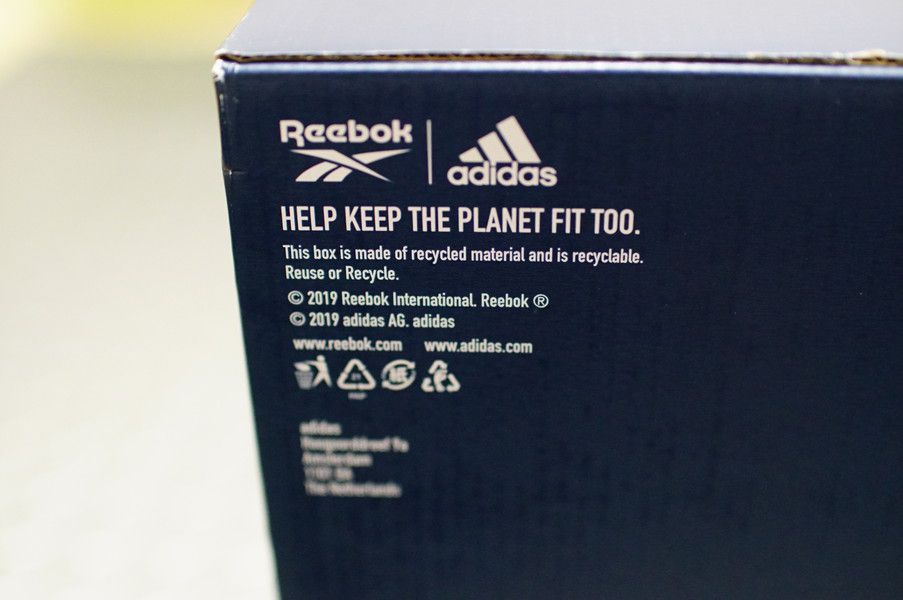 Reebok adidas
HELP KEEP THE PLANET FIT TOO.
This box is made of recycled material and is recyclable.
Reuse or Recycle.
© 2019 Reebok International. Reebok ®
© 2019 adidas AG. adidas
www.reebok.com www.adidas.com
adidas
Amsterdam
The Netherlands